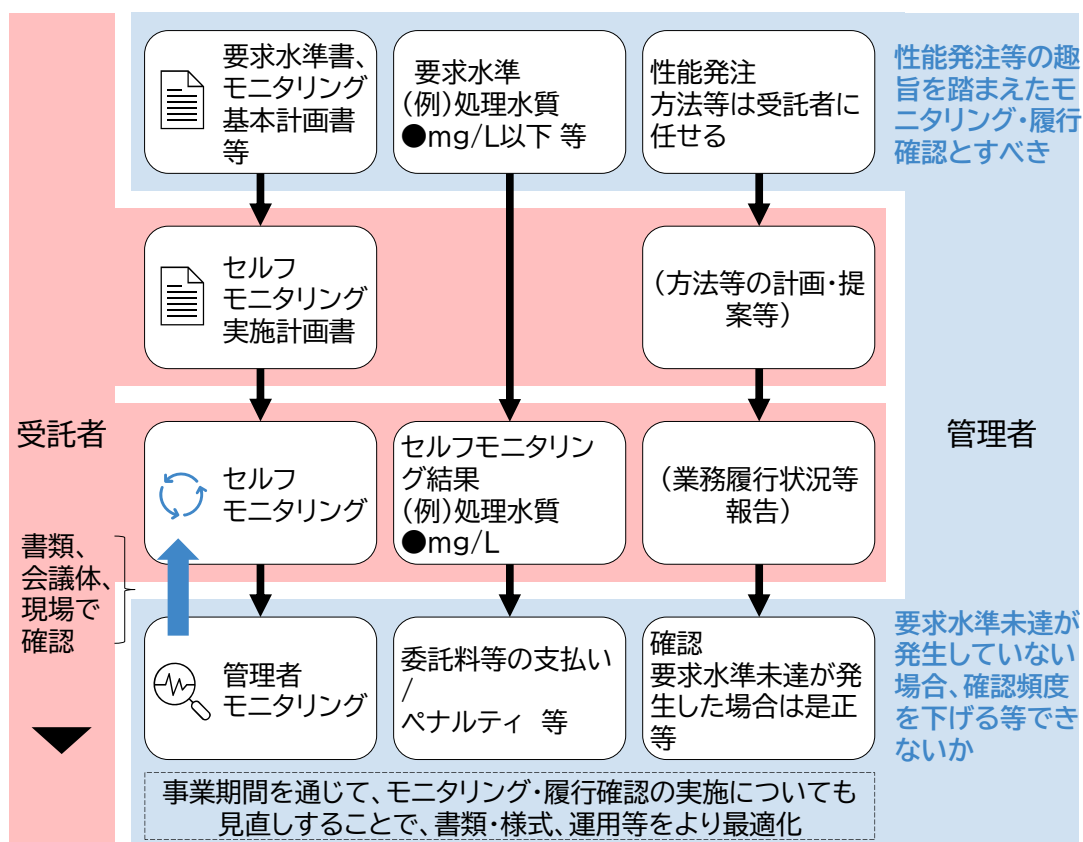 要求水準書、
モニタリング
基本計画書
等
要求水準
(例)処理水質
●mg/L以下 等
性能発注
方法等は受託者に
任せる
性能発注等の趣
旨を踏まえたモ
ニタリング・履行
確認とすべき
セルフ
モニタリング
実施計画書
(方法等の計画・提
案等)
受託者
管理者
セルフ
モニタリング
セルフモニタリン
グ結果
(例)処理水質
●mg/L
(業務履行状況等
報告)
書類、
会議体、
現場で
確認
管理者
モニタリング
委託料等の支払い
/
ペナルティ 等
確認
要求水準未達が発
生した場合は是正
等
要求水準未達が
発生していない
場合、確認頻度
を下げる等でき
ないか
事業期間を通じて、モニタリング・履行確認の実施についても
見直しすることで、書類・様式、運用等をより最適化